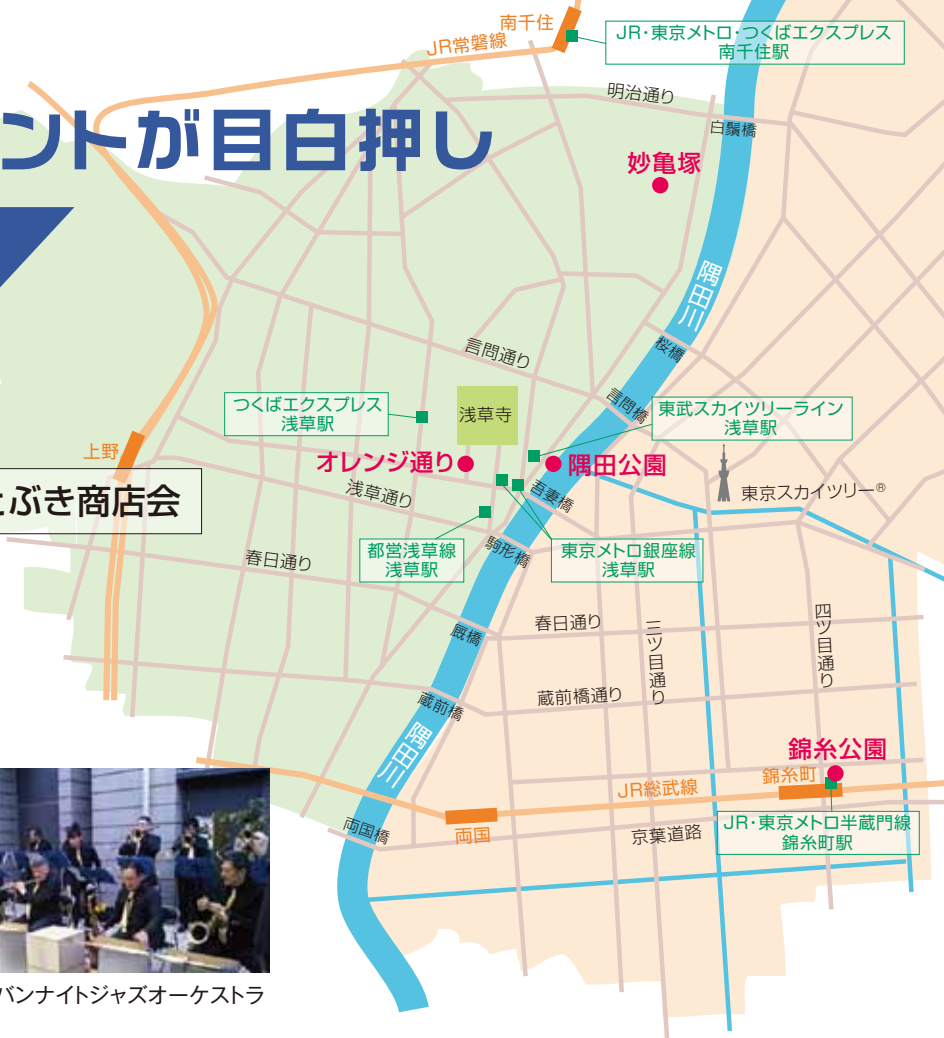 南千住
JR・東京メトロ・つくばエクスプレス
南千住駅
JR常磐線
明治通り
ントが目白押し
白鬚橋
妙亀塚
隅田川
桜橋
言問通り
言問橋
つくばエクスプレス
浅草駅
浅草寺
東武スカイツリーライン
浅草駅
上野
オレンジ通り
隅田公園
とぶき商店会
浅草通り
吾妻橋
東京スカイツリー®
都営浅草線
浅草駅
駒形橋
東京メトロ銀座線
浅草駅
春日通り
厩橋
春日通り
三ツ目通り
四ツ目通り
蔵前橋
蔵前橋通り
隅田川
錦糸公園
錦糸町
JR総武線
両国橋
両国
京葉道路
JR・東京メトロ半蔵門線
錦糸町駅
バンナイトジャズオーケストラ